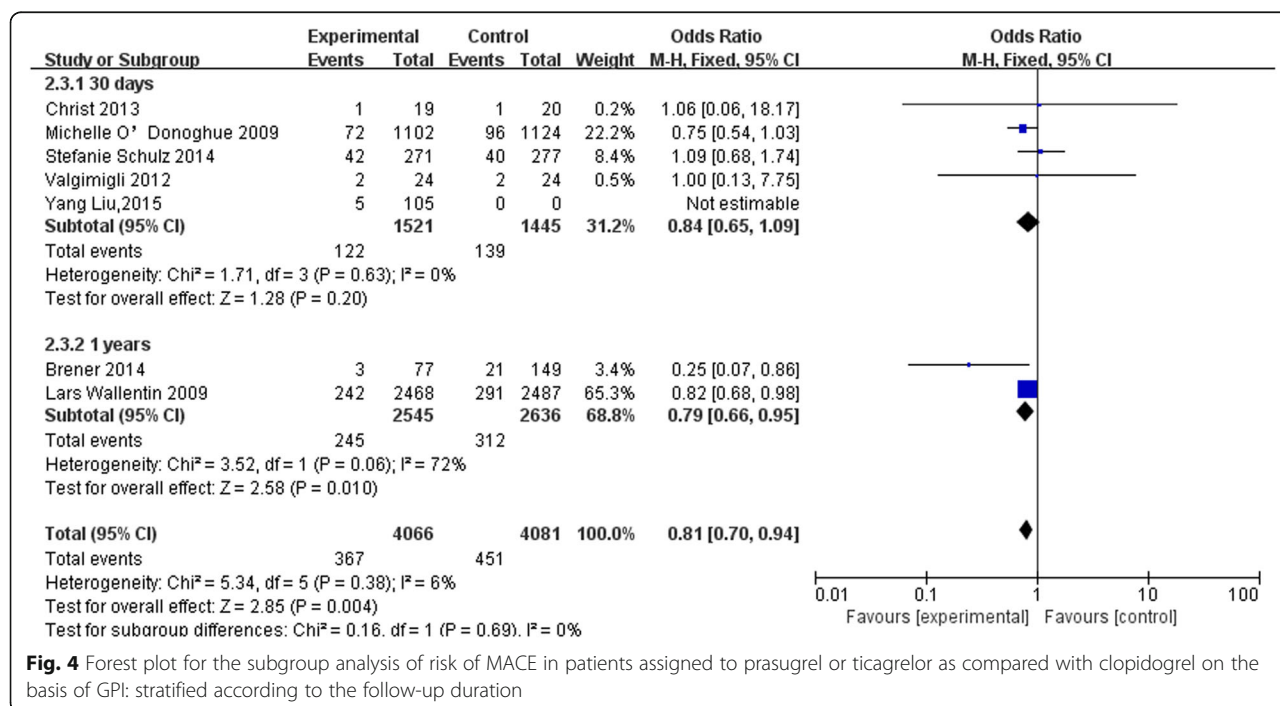 Experimental Control Odds Ratio Odds Ratio
Study or Subgroup Events Total Events Total Weight M-H, Fixed, 95% CI M-H, Fixed, 95% CI
2.3.1 30 days
Christ 2013 1 19 1 20 0.2% 1.06 [0.06, 18.17]
Michelle O’ Donoghue 2009 72 1102 96 1124 22.2% 0.75 [0.54, 1.03]
Stefanie Schulz 2014 42 271 40 277 8.4% 1.09 [0.68, 1.74]
Valgimigli 2012 2 24 2 24 0.5% 1.00 [0.13, 7.75]
Yang Liu,2015 5 105 0 0 Not estimable
Subtotal (95% CI) 1521 1445 31.2% 0.84 [0.65, 1.09]
Total events 122 139
Heterogeneity: Chi² = 1.71, df = 3 (P = 0.63); I² = 0%
Test for overall effect: Z = 1.28 (P = 0.20)
2.3.2 1 years
Brener 2014 3 77 21 149 3.4% 0.25 [0.07, 0.86]
Lars Wallentin 2009 242 2468 291 2487 65.3% 0.82 [0.68, 0.98]
Subtotal (95% CI) 2545 2636 68.8% 0.79 [0.66, 0.95]
Total events 245 312
Heterogeneity: Chi² = 3.52, df = 1 (P = 0.06); I² = 72%
Test for overall effect: Z = 2.58 (P = 0.010)
Total (95% CI) 4066 4081 100.0% 0.81 [0.70, 0.94]
Total events 367 451
Heterogeneity: Chi² = 5.34, df = 5 (P = 0.38); I² = 6%
Test for overall effect: Z = 2.85 (P = 0.004)
Test for subgroup differences: Chi² = 0.16, df = 1 (P = 0.69), I² = 0%
0.01 0.1 1 10 100
Favours [experimental] Favours [control]
Fig. 4 Forest plot for the subgroup analysis of risk of MACE in patients assigned to prasugrel or ticagrelor as compared with clopidogrel on the
basis of GPI: stratified according to the follow-up duration